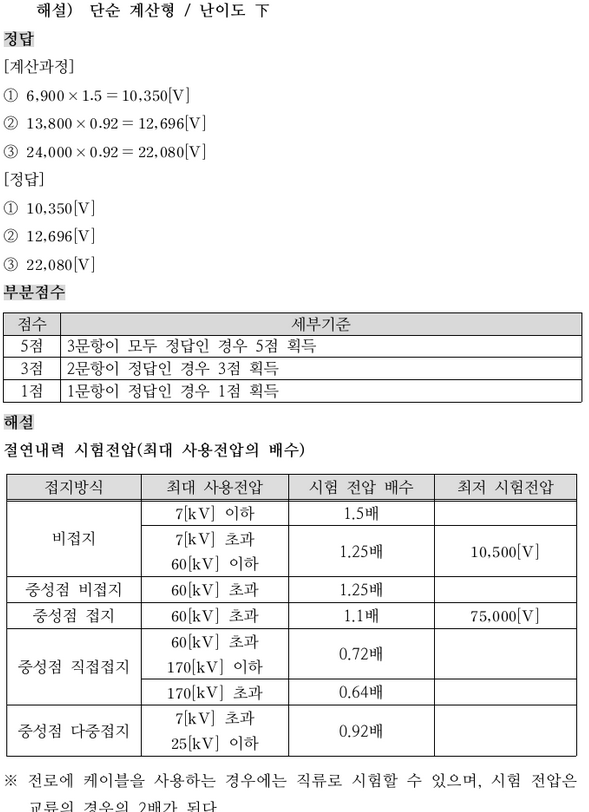 해설) 단순 계산형 / 난이도 下
정답
[계산과정]
① 6,900×1.5=10,350[V]
② 13,800×0.92=12,696[V]
③ 24,000×0.92=22,080[V]
[정답]
① 10,350[V]
② 12,696[V]
③ 22,080[V]
부분점수
점수 세부기준
5점 3문항이 모두 정답인 경우 5점 획득
3점 2문항이 정답인 경우 3점 획득
1점 1문항이 정답인 경우 1점 획득
해설
절연내력 시험전압(최대 사용전압의 배수)
접지방식 최대 사용전압 시험 전압 배수 최저 시험전압
비접지 7[kV] 이하 1.5배
7[kV] 초과
60[kV] 이하 1.25배 10,500[V]
중성점 비접지 60[kV] 초과 1.25배
중성점 접지 60[kV] 초과 1.1배 75,000[V]
중성점 직접접지 60[kV] 초과
170[kV] 이하 0.72배
170[kV] 초과 0.64배
중성점 다중접지 7[kV] 초과
25[kV] 이하 0.92배
※ 전로에 케이블을 사용하는 경우에는 직류로 시험할 수 있으며, 시험 전압은
교류의 경우의 2배가 된다